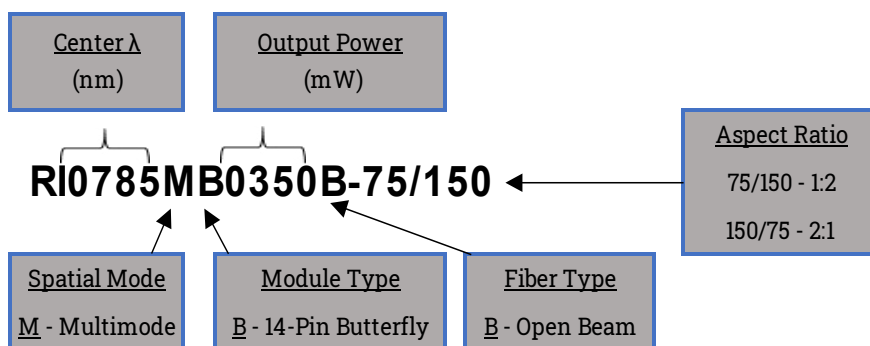 Center λ
(nm)
Output Power
(mW)
RI0785MB0350B-75/150
Aspect Ratio
75/150 - 1:2
150/75 - 2:1
Spatial Mode
M - Multimode
Module Type
B - 14-Pin Butterfly
Fiber Type
B - Open Beam